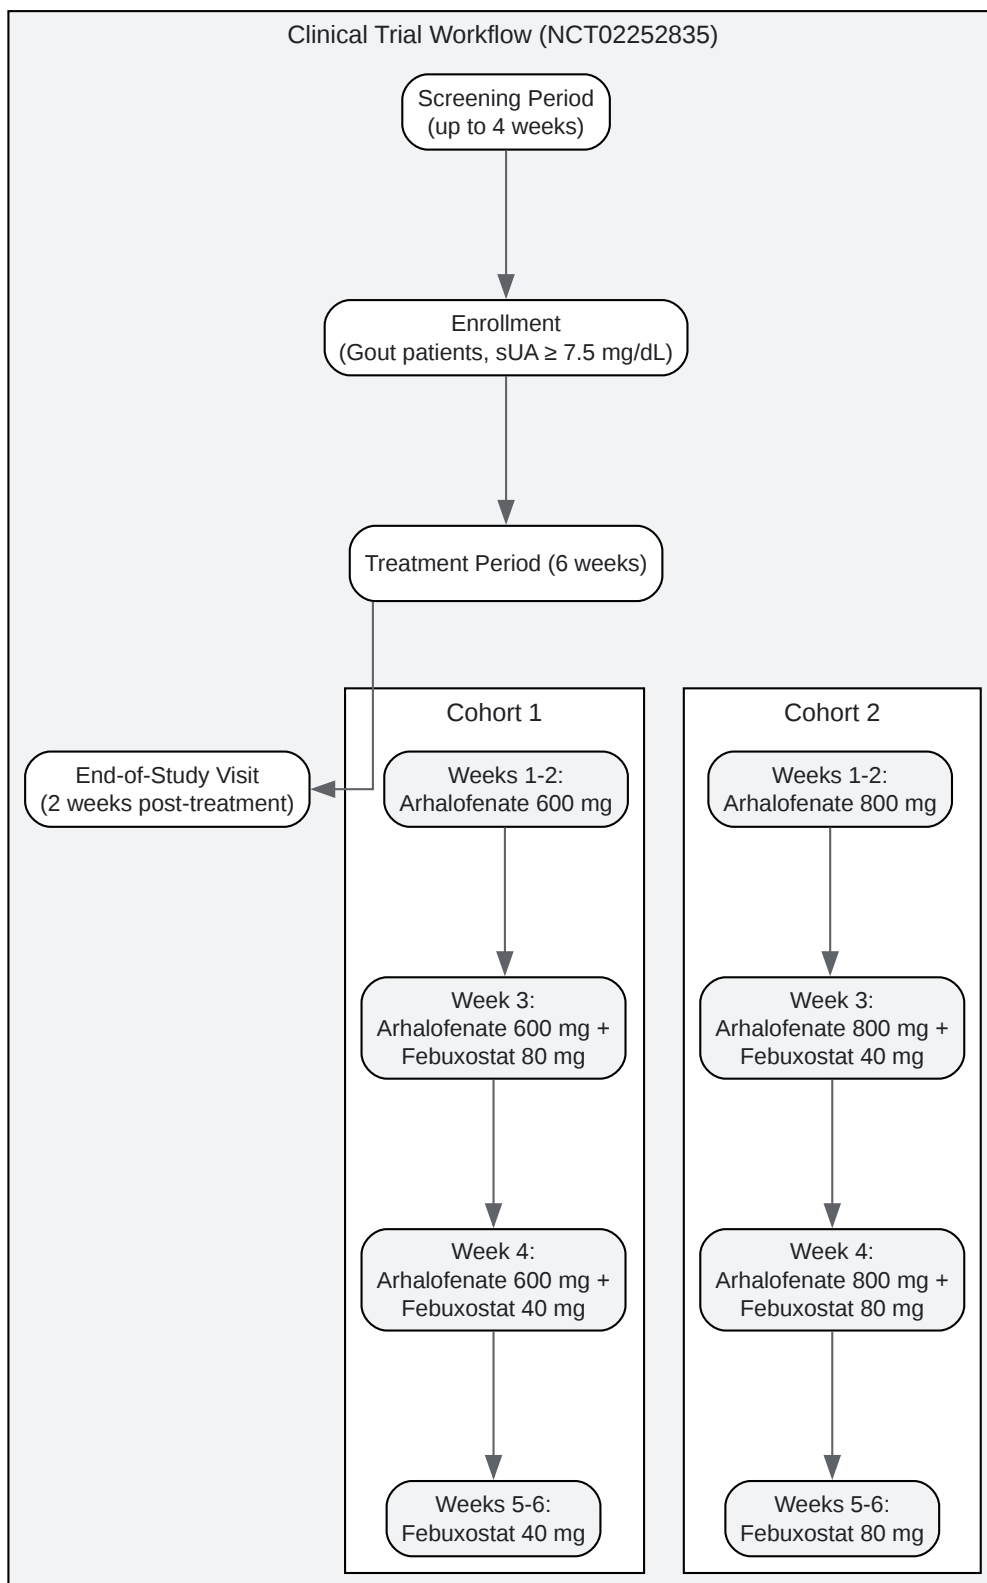 Clinical Trial Workflow (NCT02252835)
Screening Period
(up to 4 weeks)
Enrollment
(Gout patients, sUA ≥ 7.5 mg/dL)
Treatment Period (6 weeks)
End-of-Study Visit
(2 weeks post-treatment)
Cohort 1
Weeks 1-2:
Arhalofenate 600 mg
Week 3:
Arhalofenate 600 mg +
Febuxostat 80 mg
Week 4:
Arhalofenate 600 mg +
Febuxostat 40 mg
Weeks 5-6:
Febuxostat 40 mg
Cohort 2
Weeks 1-2:
Arhalofenate 800 mg
Week 3:
Arhalofenate 800 mg +
Febuxostat 40 mg
Week 4:
Arhalofenate 800 mg +
Febuxostat 80 mg
Weeks 5-6:
Febuxostat 80 mg